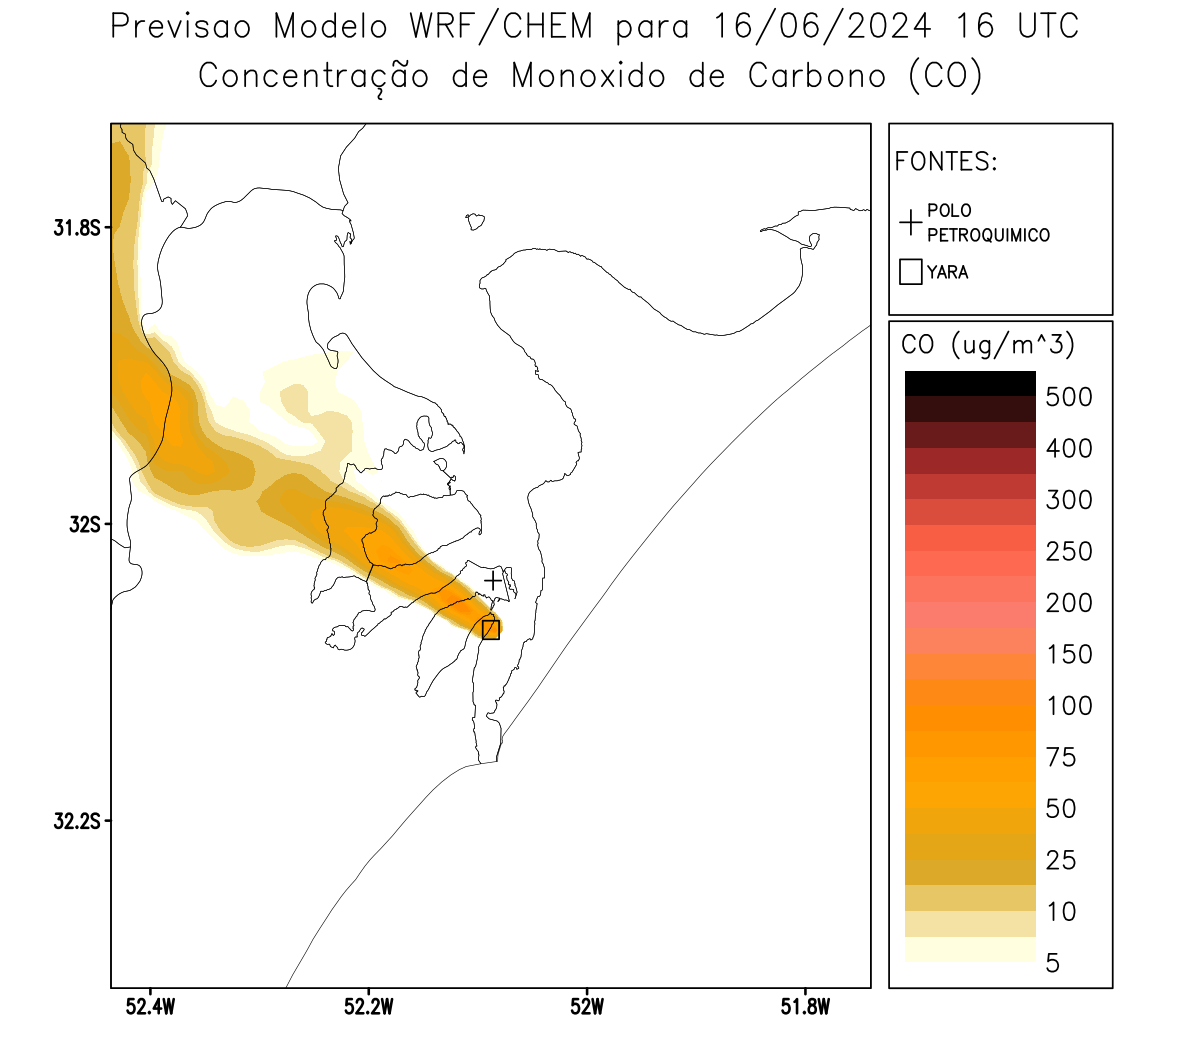 Previsao Modelo WRF/CHEM para 16/06/2024 16 UTC
Concentração de Monoxido de Carbono (CO)
FONTES:
POLO
PETROQUIMICO
YARA
31.8S
32S
32.2S
52.4W
52.2W
52W
51.8W
CO (ug/m^3)
500
400
300
250
200
150
100
75
50
25
10
5